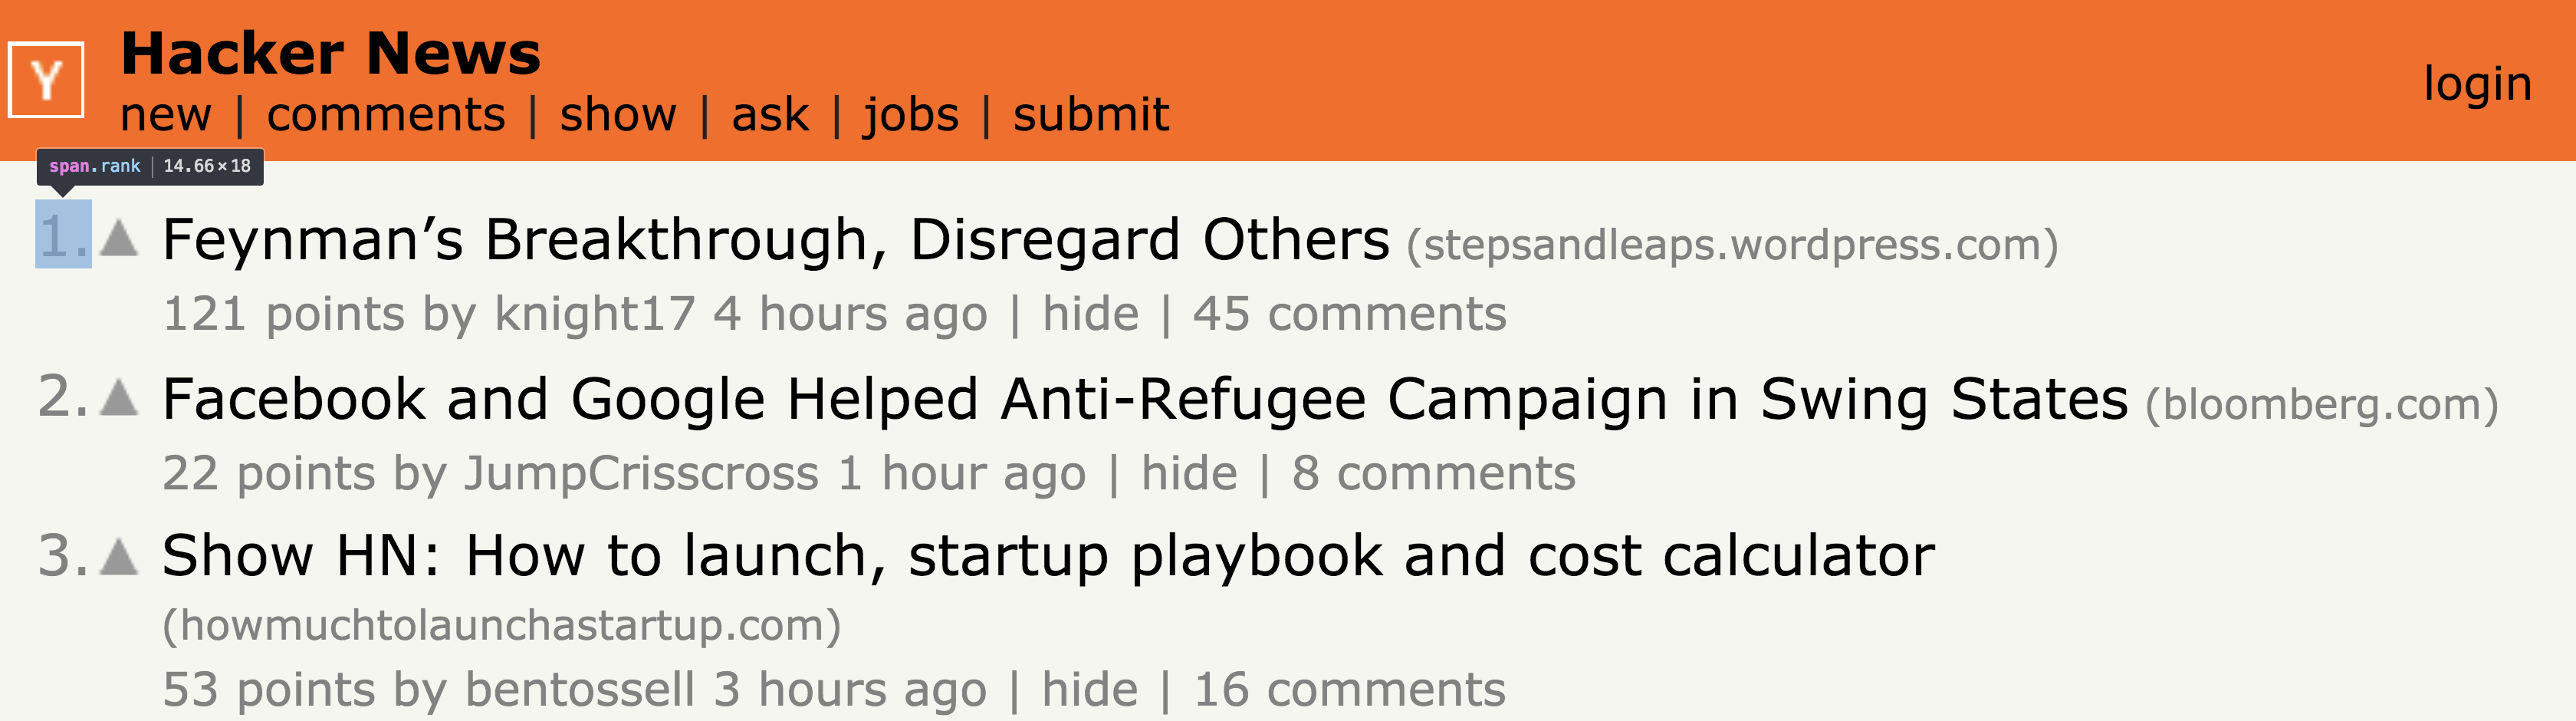 Y
Hacker News
new | comments | show | ask | jobs | submit
login
span.rank | 14.66×18
1.▲ Feynman’s Breakthrough, Disregard Others (stepsandleaps.wordpress.com)
121 points by knight17 4 hours ago | hide | 45 comments
2.▲ Facebook and Google Helped Anti-Refugee Campaign in Swing States (bloomberg.com)
22 points by JumpCrisscross 1 hour ago | hide | 8 comments
3.▲ Show HN: How to launch, startup playbook and cost calculator
(howmuchtolaunchastartup.com)
53 points by bentossell 3 hours ago | hide | 16 comments